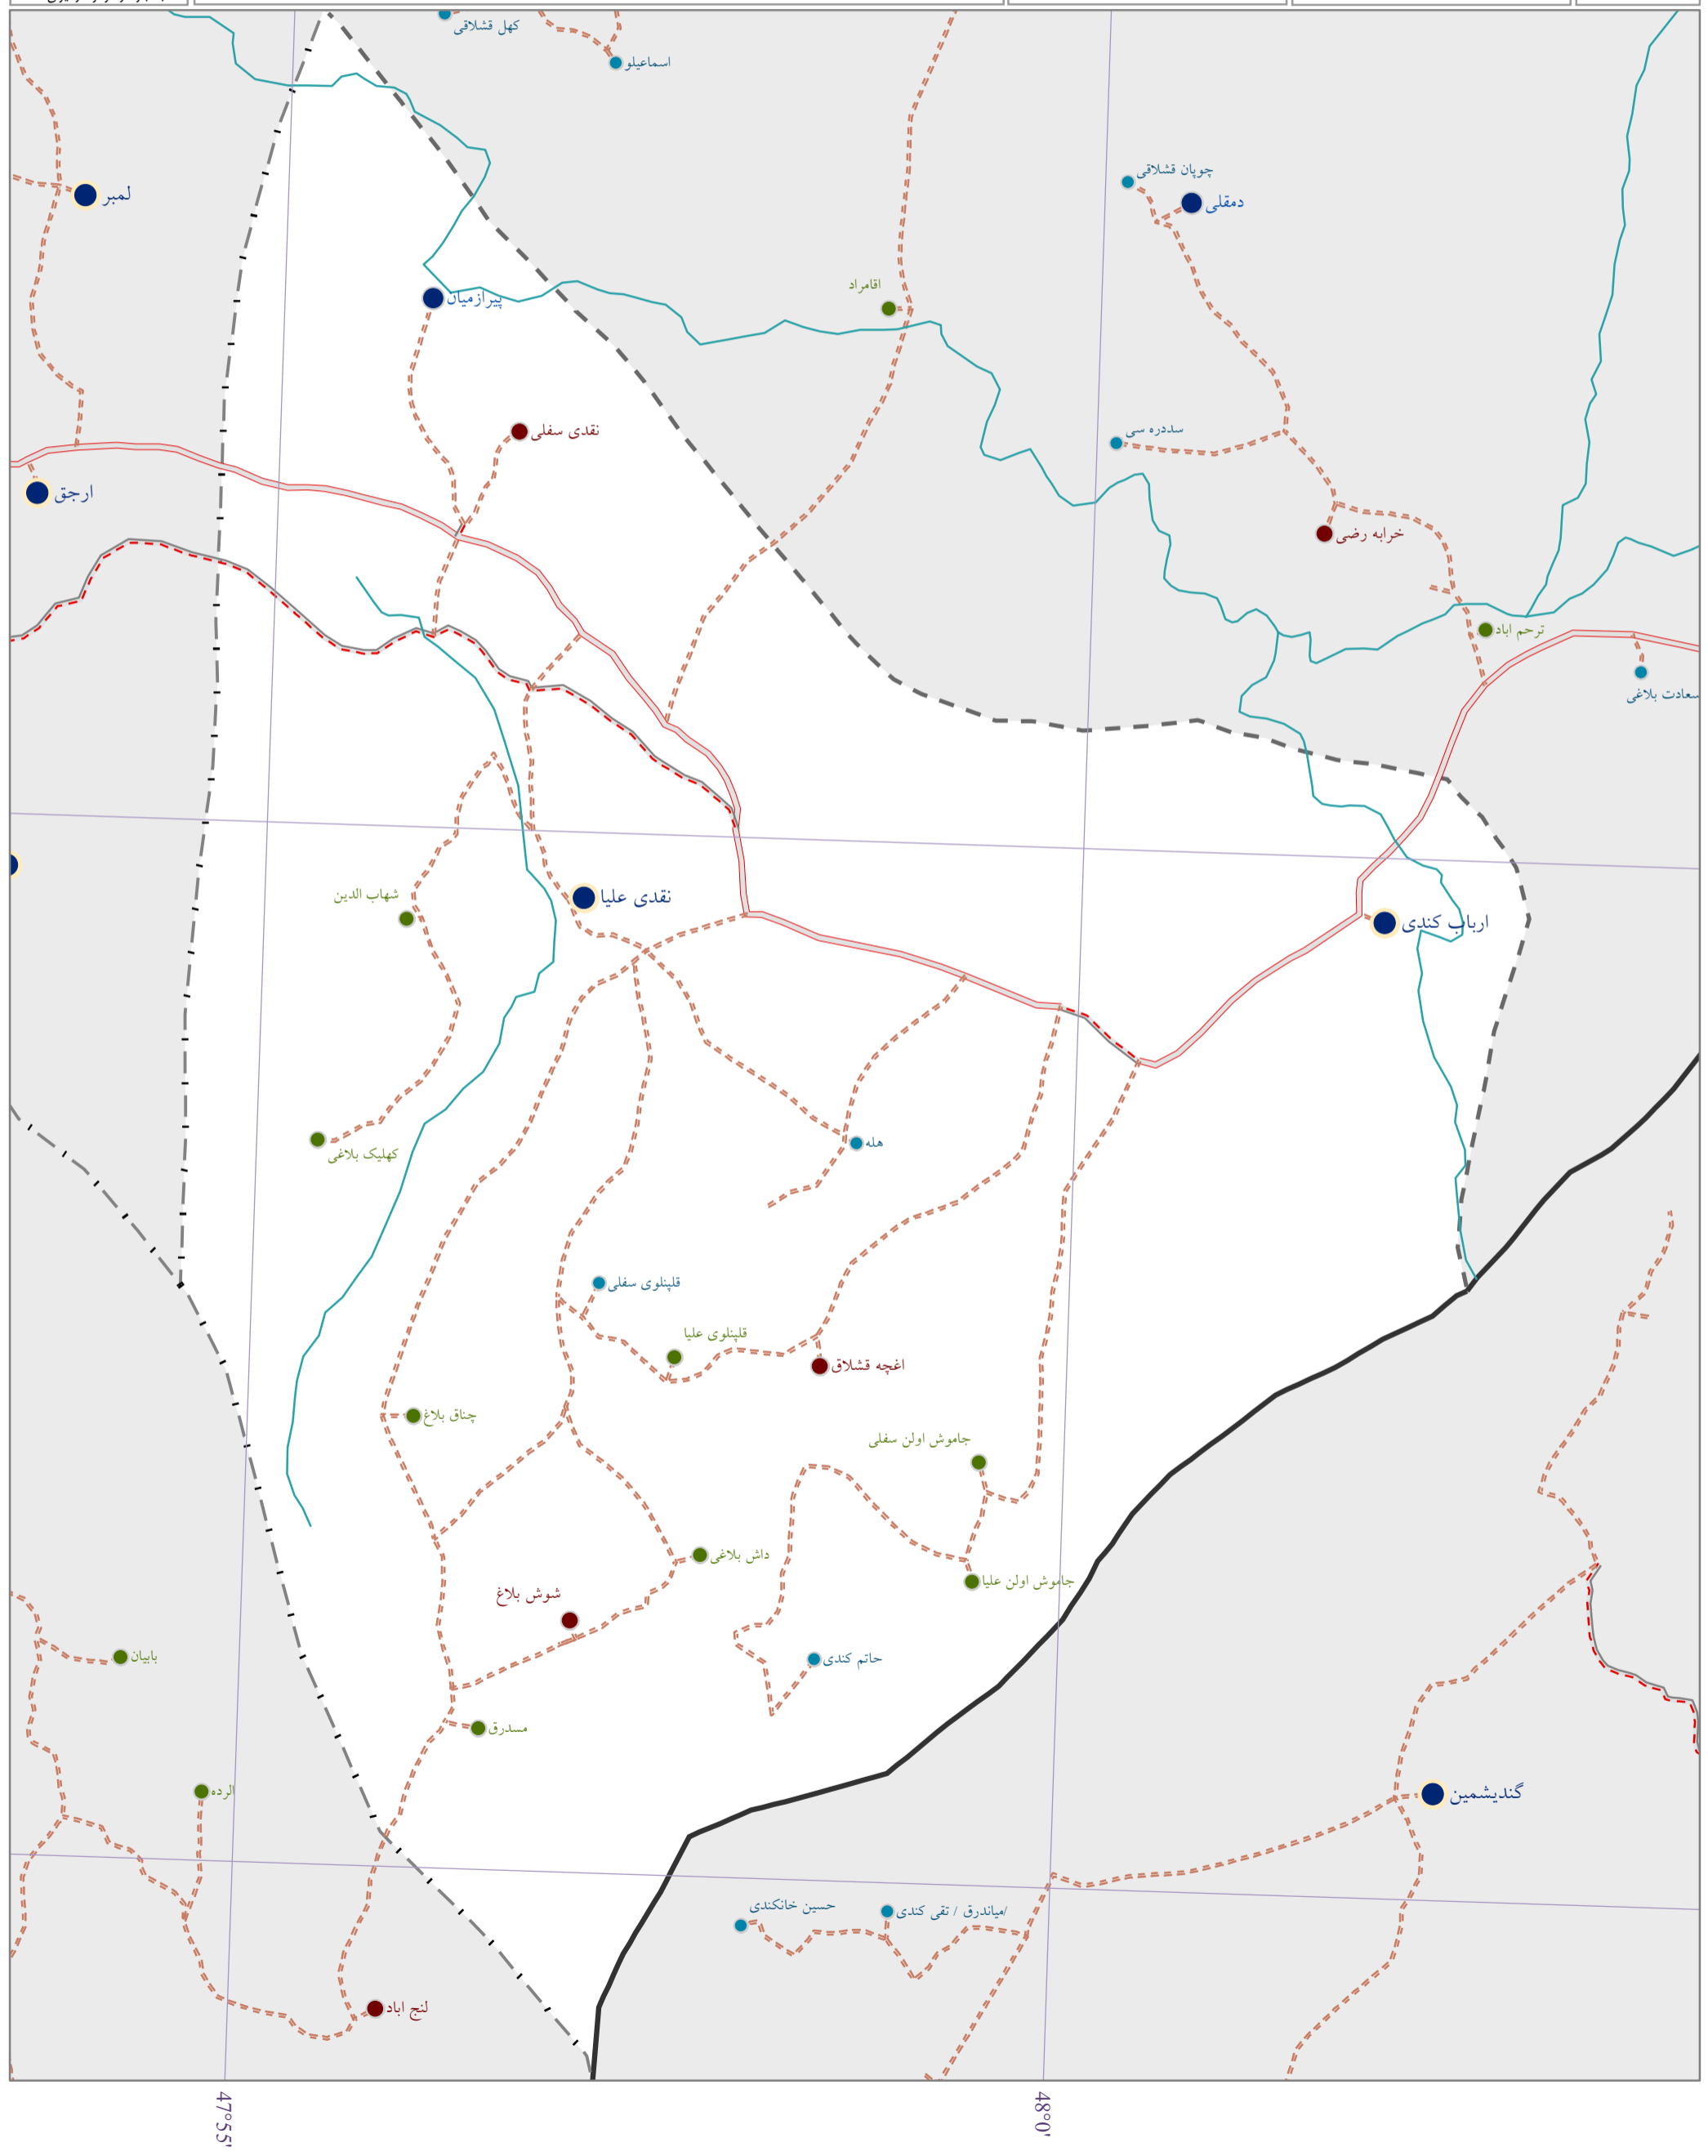 کهل قشلاقی
اسماعیلو
چوپان قشلاقی
لمبر
دمقلی
اقامراد
پیرازمیان
نقدی سفلی
سددره سی
ارجق
خرابه رضی
ترحم اباد
سعادت بلاغی
شهاب الدین
نقدی علیا
ارباب کندی
کهلیک بلاغی
هله
قلپنلوی سفلی
قلپنلوی علیا
اغچه قشلاق
چناق بلاغ
جاموش اولن سفلی
داش بلاغی
جاموش اولن علیا
شوش بلاغ
بابیان
حاتم کندی
مسدرق
الرده
گندیشمین
حسین خانکندی
میاندرق / تقی کندی/
لنج اباد
47°55'
48°0'